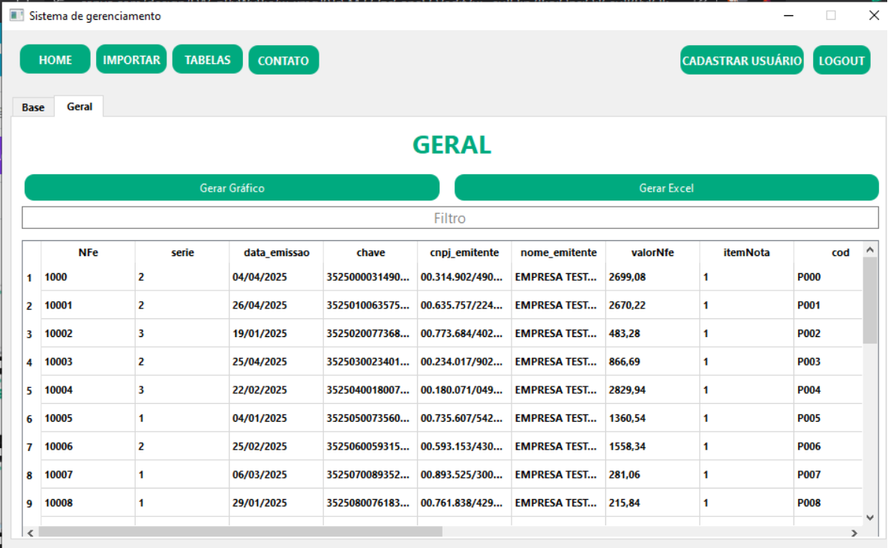 Sistema de gerenciamento
HOME IMPORTAR TABELAS CONTATO CADASTRAR USUÁRIO LOGOUT
Base Geral
GERAL
Gerar Gráfico Gerar Excel
Filtro
NFe serie data_emissao chave cnpj_emitente nome_emitente valorNfe itemNota cod
1 1000 2 04/04/2025 3525000031490... 00.314.902/490... EMPRESA TEST... 2699,08 1 P000
2 10001 2 26/04/2025 3525010063575... 00.635.757/224... EMPRESA TEST... 2670,22 1 P001
3 10002 3 19/01/2025 3525020077368... 00.773.684/402... EMPRESA TEST... 483,28 1 P002
4 10003 2 25/04/2025 3525030023401... 00.234.017/902... EMPRESA TEST... 866,69 1 P003
5 10004 3 22/02/2025 3525040018007... 00.180.071/049... EMPRESA TEST... 2829,94 1 P004
6 10005 1 04/01/2025 3525050073560... 00.735.607/542... EMPRESA TEST... 1360,54 1 P005
7 10006 2 25/02/2025 3525060059315... 00.593.153/430... EMPRESA TEST... 1558,34 1 P006
8 10007 1 06/03/2025 3525070089352... 00.893.525/300... EMPRESA TEST... 281,06 1 P007
9 10008 1 29/01/2025 3525080076183... 00.761.838/429... EMPRESA TEST... 215,84 1 P008